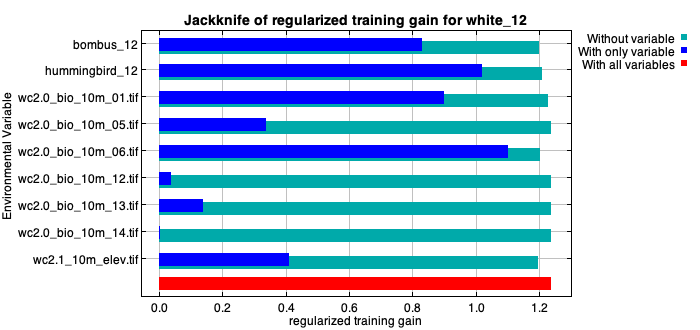 Jackknife of regularized training gain for white_12
Without variable
With only variable
With all variables
Environmental Variable
bombus_12
hummingbird_12
wc2.0_bio_10m_01.tif
wc2.0_bio_10m_05.tif
wc2.0_bio_10m_06.tif
wc2.0_bio_10m_12.tif
wc2.0_bio_10m_13.tif
wc2.0_bio_10m_14.tif
wc2.1_10m_elev.tif
0.0 0.2 0.4 0.6 0.8 1.0 1.2
regularized training gain